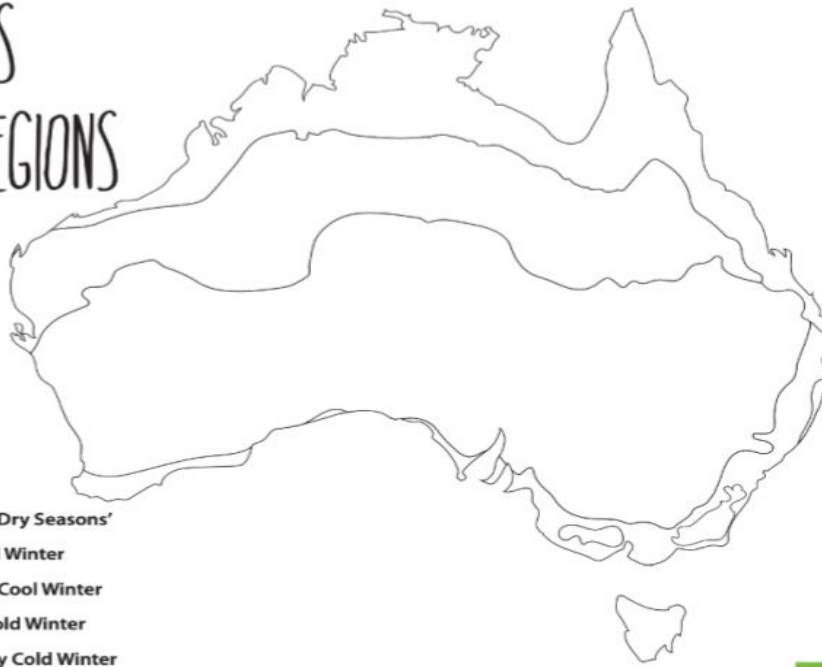 S
EGIONS
Dry Seasons'
Winter
Cool Winter
old Winter
y Cold Winter